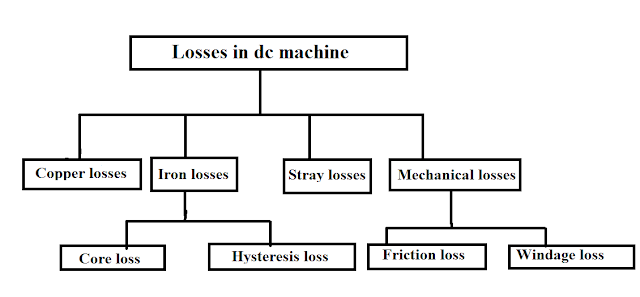 Losses in dc machine
Copper losses
Iron losses
Stray losses
Mechanical losses
Core loss
Hysteresis loss
Friction loss
Windage loss